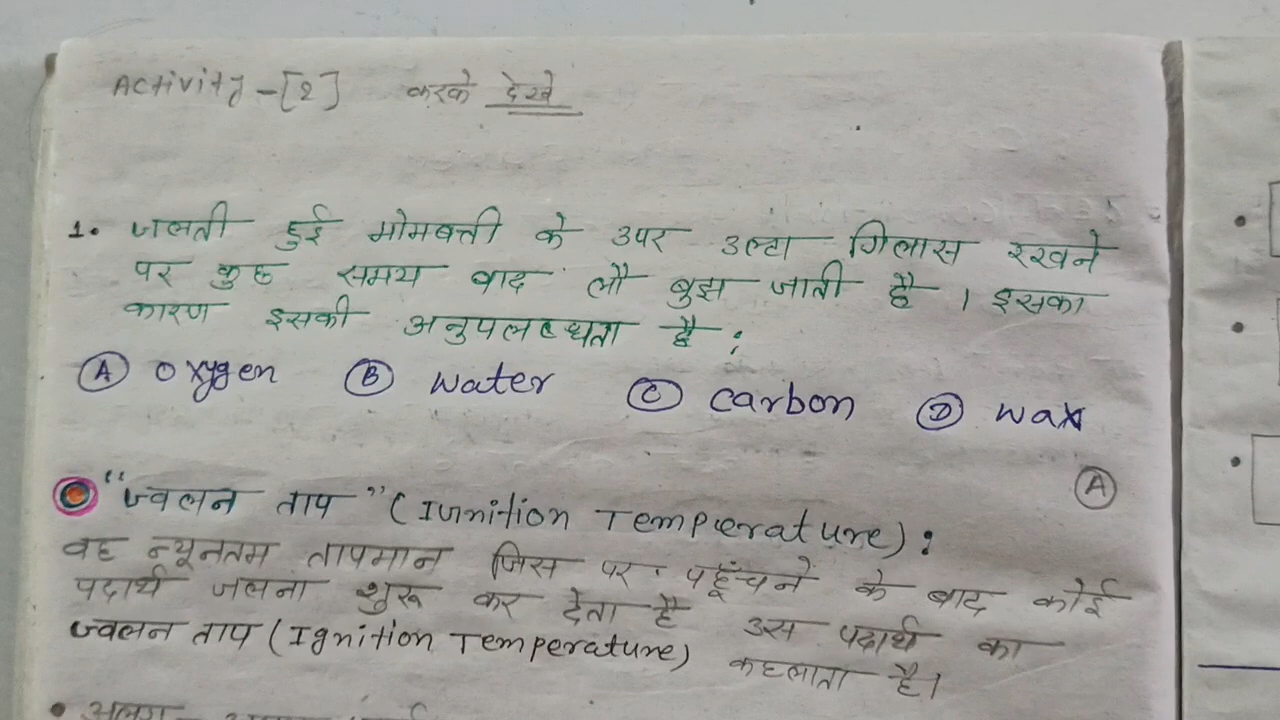 Activity-[2] करके देखे
1. जलती हुई मोमबत्ती के उपर उल्टा गिलास रखने
पर कुछ समय बाद लौ बुझ जाती है। इसका
कारण इसकी अनुपलब्धता है:
Ⓐ oxygen Ⓑ water Ⓒ carbon Ⓓ wax
Ⓐ
"ज्वलन ताप" (Ignition Temperature):
वह न्यूनतम तापमान जिस पर पहूँचने के बाद कोई
पदार्थ जलना शुरू कर देता है उस पदार्थ का
ज्वलन ताप (Ignition Temperature) कहलाता है।
• अलग